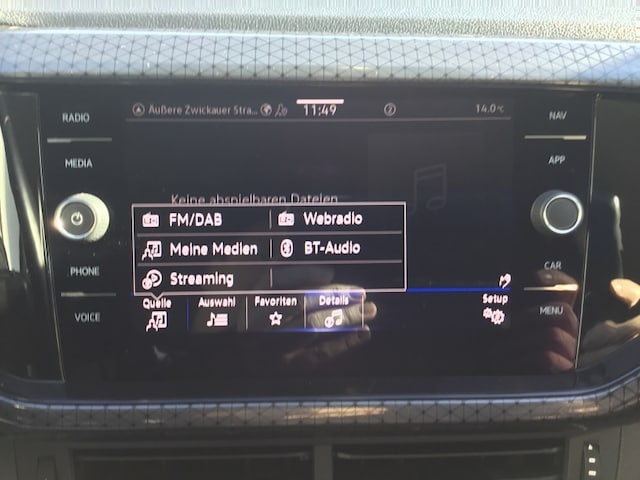 RADIO
MEDIA
PHONE
VOICE
Äußere Zwickauer Stra... 11:49 2 14.0°C
Keine abspielbaren Dateien
FM/DAB Webradio
Meine Medien BT-Audio
Streaming
Quelle Auswahl Favoriten Details Setup
NAV
APP
CAR
MENU